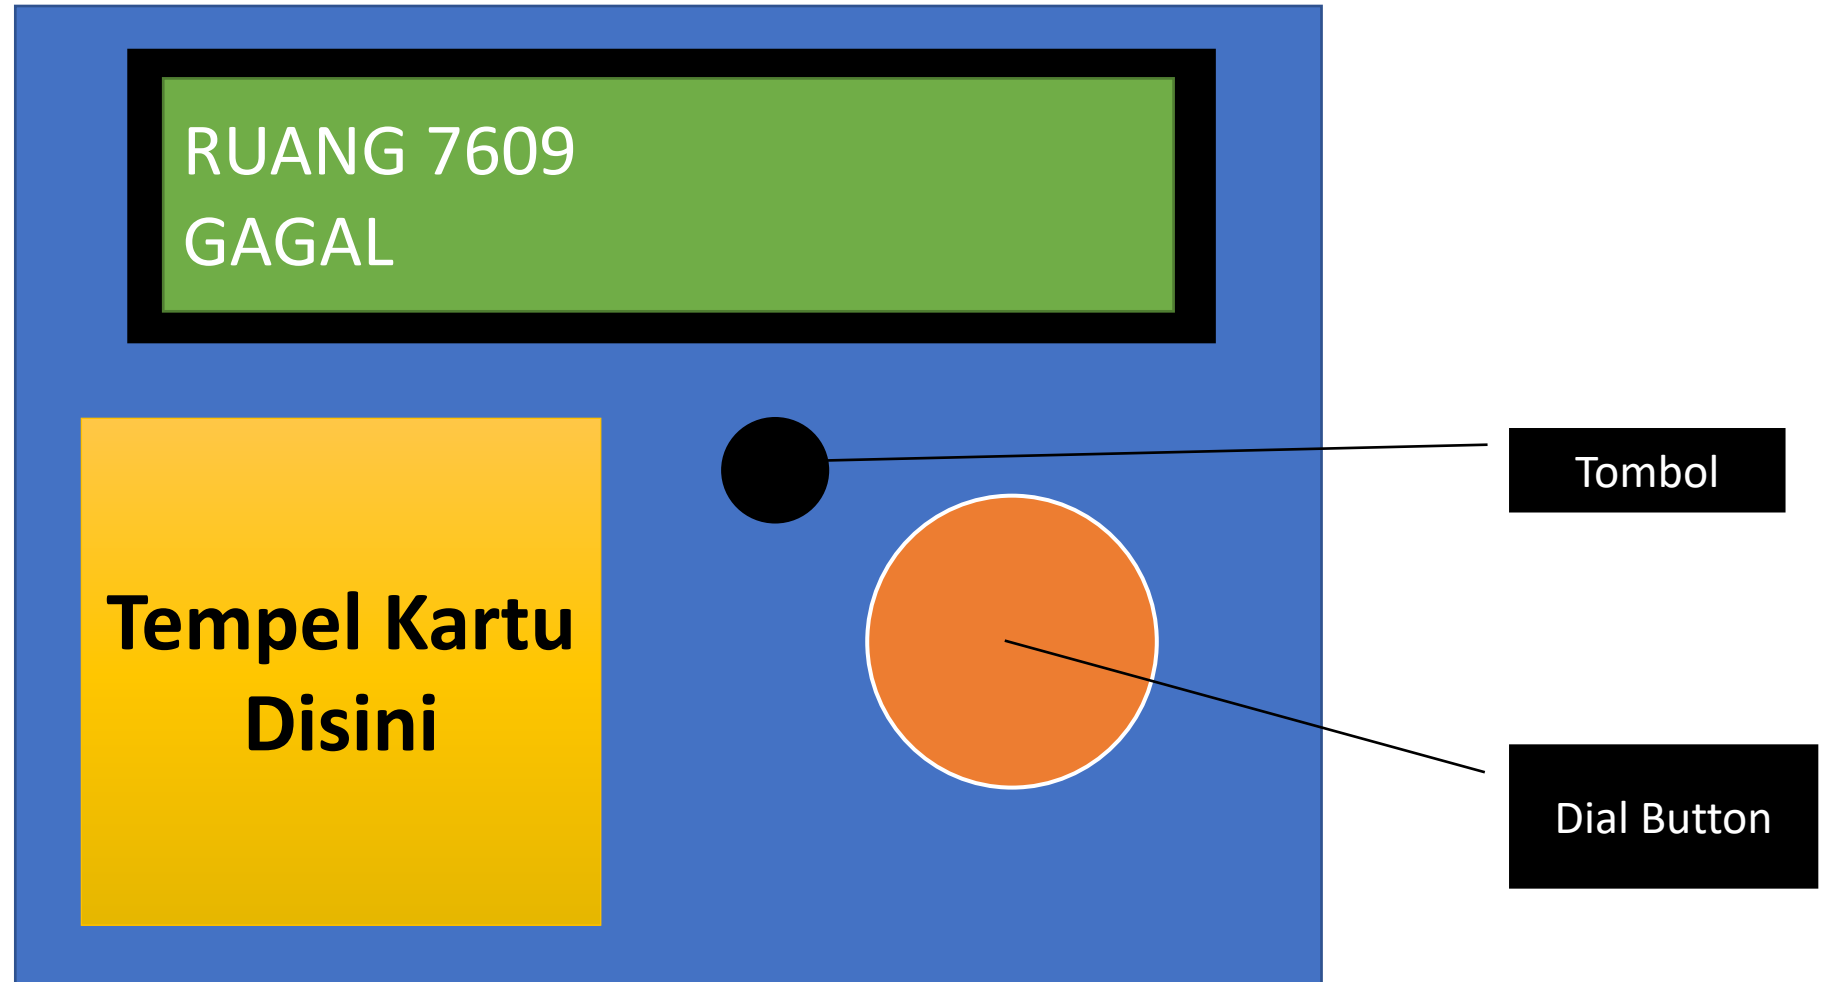 RUANG 7609
GAGAL
Tombol
Tempel Kartu
Disini
Dial Button